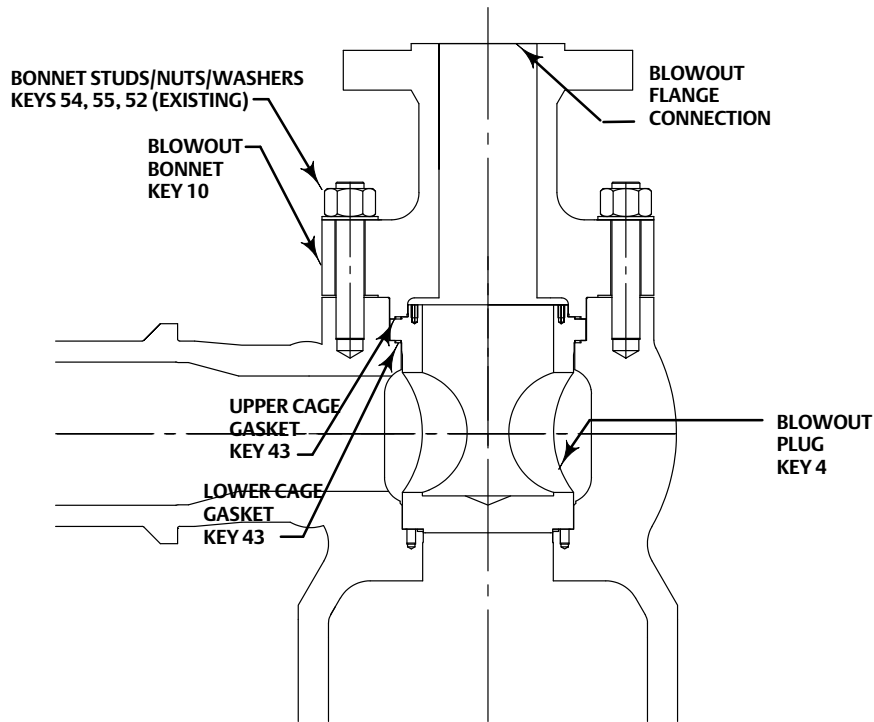 BONNET STUDS/NUTS/WASHERS
KEYS 54, 55, 52 (EXISTING)
BLOWOUT
BONNET
KEY 10
BLOWOUT
FLANGE
CONNECTION
UPPER CAGE
GASKET
KEY 43
LOWER CAGE
GASKET
KEY 43
BLOWOUT
PLUG
KEY 4